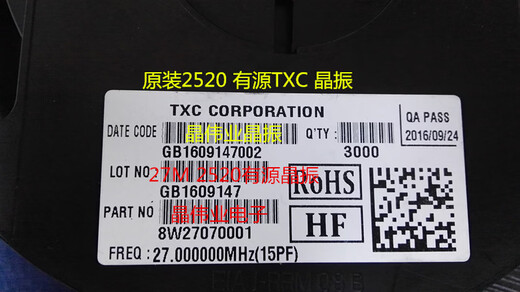 原装2520 有源TXC 晶振
TXC CORPORATION
DATE CODE
晶伟业晶振
Q'TY :
QA PASS
2016/09/24
GB1609147002
3000
LOT NO
27M 2520有源晶振
GB1609147
RoHS
PART NO
晶伟业电子
HF
8W27070001
FREQ : 27.000000MHz(15PF)